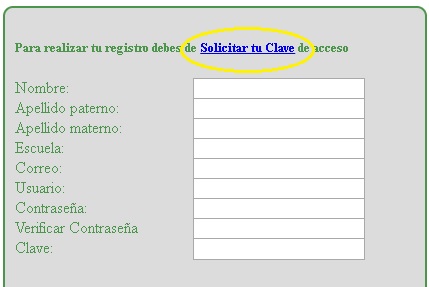 Para realizar tu registro debes de Solicitar tu Clave de acceso
Nombre:
Apellido paterno:
Apellido materno:
Escuela:
Correo:
Usuario:
Contraseña:
Verificar Contraseña
Clave: